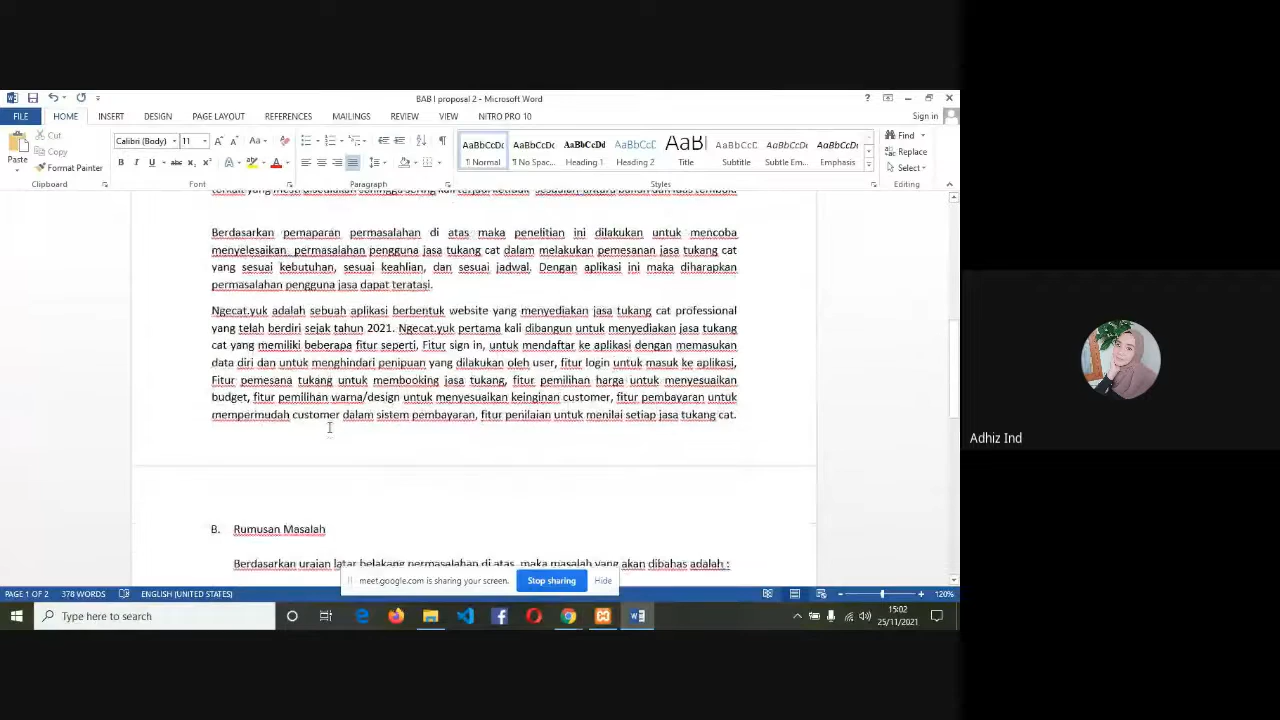 BAB I proposal 2 - Microsoft Word
FILE HOME INSERT DESIGN PAGE LAYOUT REFERENCES MAILINGS REVIEW VIEW NITRO PRO 10 Sign in
Cut
Copy
Format Painter
Paste
Calibri (Body) 11
AaBbCcDc AaBbCcDc AaBbCc AaBbCcC AaBl AaBbCcC AaBbCcDc AaBbCcDc
¶ Normal ¶ No Spac... Heading 1 Heading 2 Title Subtitle Subtle Em... Emphasis
Find
Replace
Select
Clipboard Font Paragraph Styles Editing
Berdasarkan pemaparan permasalahan di atas maka penelitian ini dilakukan untuk mencoba
menyelesaikan permasalahan pengguna jasa tukang cat dalam melakukan pemesanan jasa tukang cat
yang sesuai kebutuhan, sesuai keahlian, dan sesuai jadwal. Dengan aplikasi ini maka diharapkan
permasalahan pengguna jasa dapat teratasi.
Ngecat.yuk adalah sebuah aplikasi berbentuk website yang menyediakan jasa tukang cat professional
yang telah berdiri sejak tahun 2021. Ngecat.yuk pertama kali dibangun untuk menyediakan jasa tukang
cat yang memiliki beberapa fitur seperti, Fitur sign in, untuk mendaftar ke aplikasi dengan memasukan
data diri dan untuk menghindari penipuan yang dilakukan oleh user, fitur login untuk masuk ke aplikasi,
Fitur pemesana tukang untuk membooking jasa tukang, fitur pemilihan harga untuk menyesuaikan
budget, fitur pemilihan warna/design untuk menyesuaikan keinginan customer, fitur pembayaran untuk
mempermudah customer dalam sistem pembayaran, fitur penilaian untuk menilai setiap jasa tukang cat.
B. Rumusan Masalah
Berdasarkan uraian latar belakang permasalahan di atas, maka masalah yang akan dibahas adalah :
meet.google.com is sharing your screen. Stop sharing Hide
PAGE 1 OF 2 378 WORDS ENGLISH (UNITED STATES) 120%
Type here to search
15:02
25/11/2021
Adhiz Ind